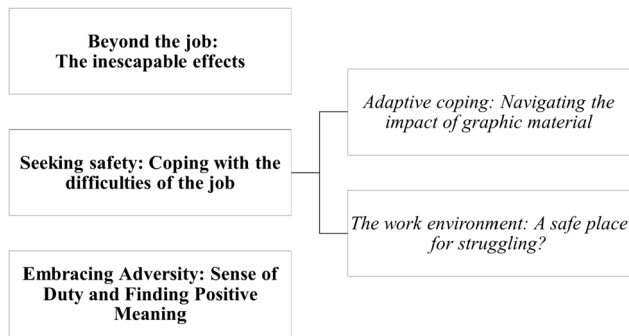 Beyond the job:
The inescapable effects
Adaptive coping: Navigating the
impact of graphic material
Seeking safety: Coping with the
difficulties of the job
The work environment: A safe place
for struggling?
Embracing Adversity: Sense of
Duty and Finding Positive
Meaning